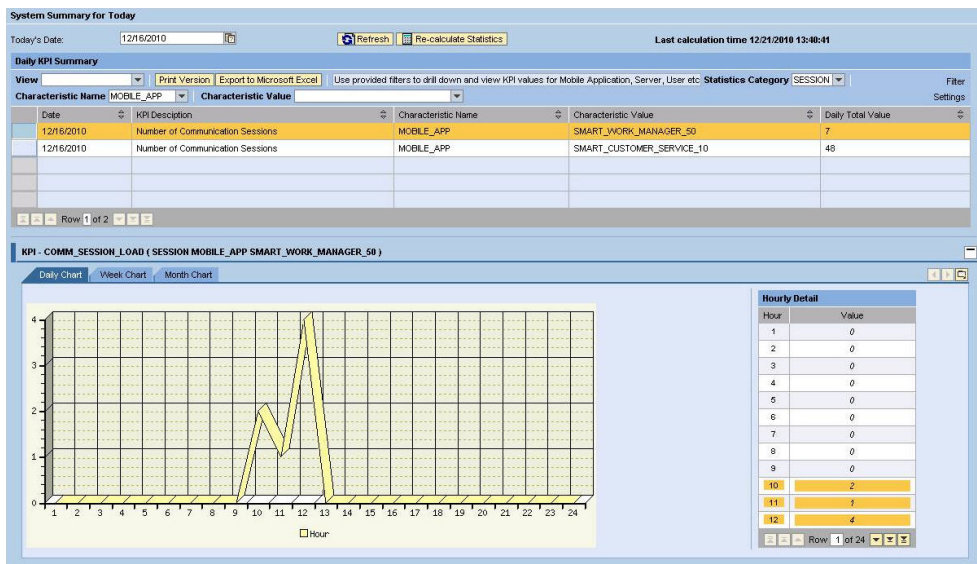 System Summary for Today
Today's Date: 12/16/2010 Refresh Re-calculate Statistics Last calculation time 12/21/2010 13:40:41
Daily KPI Summary
View Print Version Export to Microsoft Excel Use provided filters to drill down and view KPI values for Mobile Application, Server, User etc Statistics Category SESSION Filter
Characteristic Name MOBILE_APP Characteristic Value Settings
Date KPI Desciption Characteristic Name Characteristic Value Daily Total Value
12/16/2010 Number of Communication Sessions MOBILE_APP SMART_WORK_MANAGER_50 7
12/16/2010 Number of Communication Sessions MOBILE_APP SMART_CUSTOMER_SERVICE_10 48
Row 1 of 2
KPI - COMM_SESSION_LOAD ( SESSION MOBILE_APP SMART_WORK_MANAGER_50 )
Daily Chart Week Chart Month Chart
4
3
2
1
0
1 2 3 4 5 6 7 8 9 10 11 12 13 14 15 16 17 18 19 20 21 22 23 24
Hour
Hourly Detail
Hour Value
1 0
2 0
3 0
4 0
5 0
6 0
7 0
8 0
9 0
10 2
11 1
12 4
Row 1 of 24